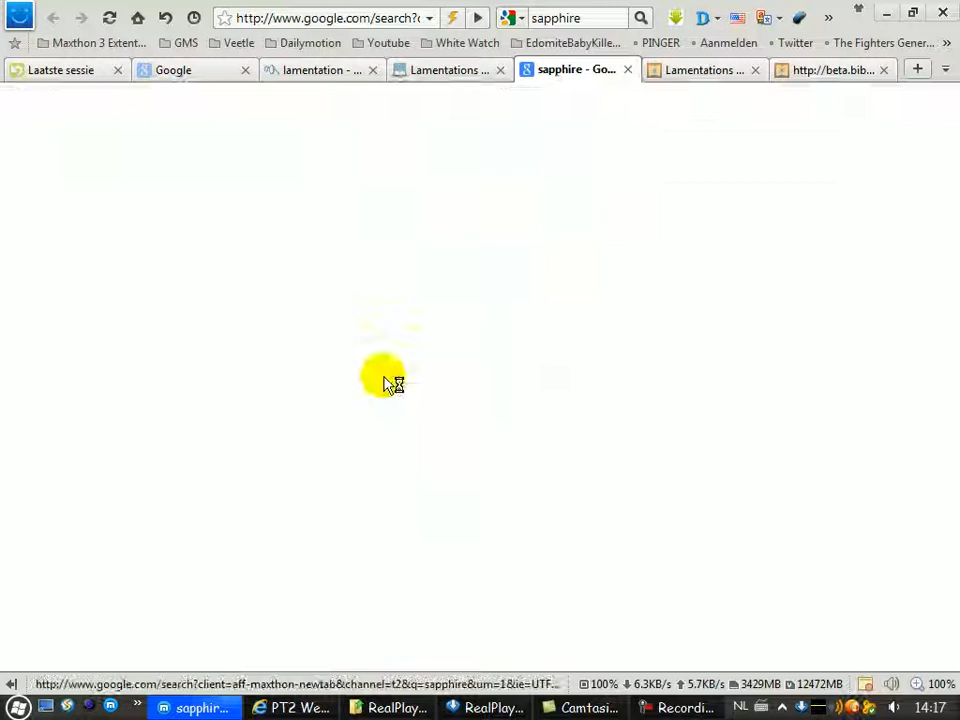 http://www.google.com/search?c
sapphire
»
Maxthon 3 Extent...
GMS
Veetle
Dailymotion
Youtube
White Watch
EdomiteBabyKille...
PINGER
Aanmelden
Twitter
The Fighters Gener...
»
Laatste sessie
Google
lamentation - ...
Lamentations ...
sapphire - Go...
Lamentations ...
http://beta.bib...
http://www.google.com/search?client=aff-maxthon-newtab&channel=t2&q=sapphire&um=1&ie=UTF...
100%
6.3KB/s
5.7KB/s
3429MB
12472MB
100%
»
sapphir...
PT2 We...
RealPlay...
RealPlay...
Camtasi...
Recordi...
NL
14:17